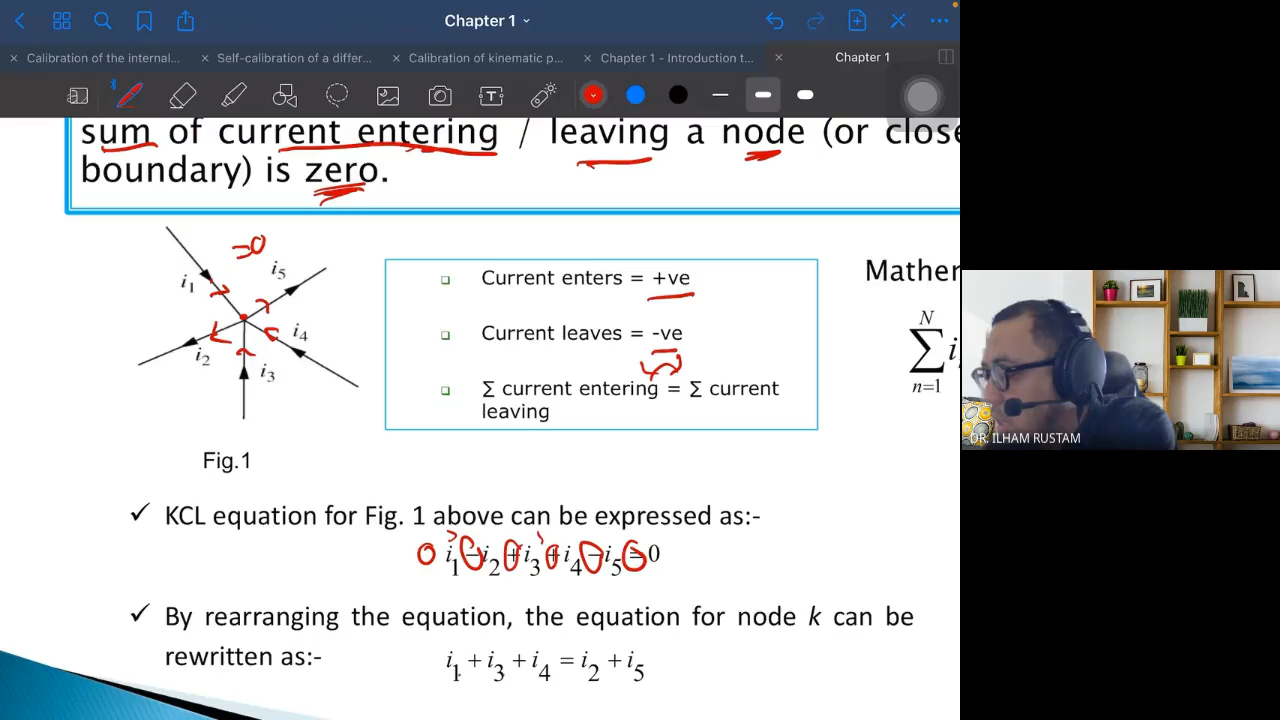 Chapter 1
Calibration of the internal...
Self-calibration of a differ...
Calibration of kinematic p...
Chapter 1 - Introduction t...
Chapter 1
sum of current entering / leaving a node (or close
boundary) is zero.
=0
i1
i5
i4
i2
i3
Fig.1
Current enters = +ve
Current leaves = -ve
Σ current entering = Σ current
leaving
Mather
N
∑ i
n=1
DR. ILHAM RUSTAM
✓ KCL equation for Fig. 1 above can be expressed as:-
i1 − i2 + i3 + i4 − i5 = 0
✓ By rearranging the equation, the equation for node k can be
rewritten as:-
i1 + i3 + i4 = i2 + i5